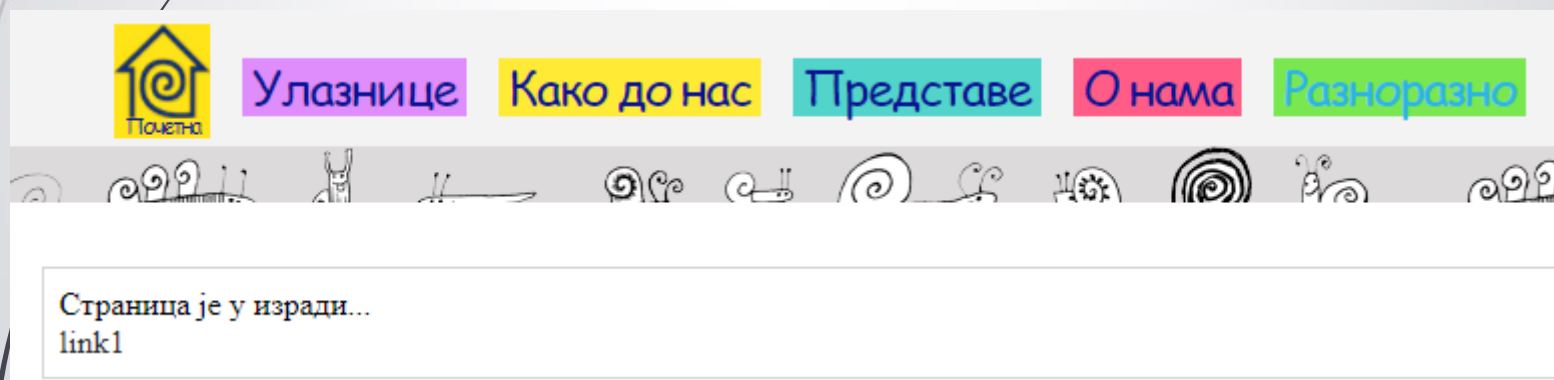 Почетна
Улазнице
Како до нас
Представе
О нама
Разноразно
Страница је у изради...
link1